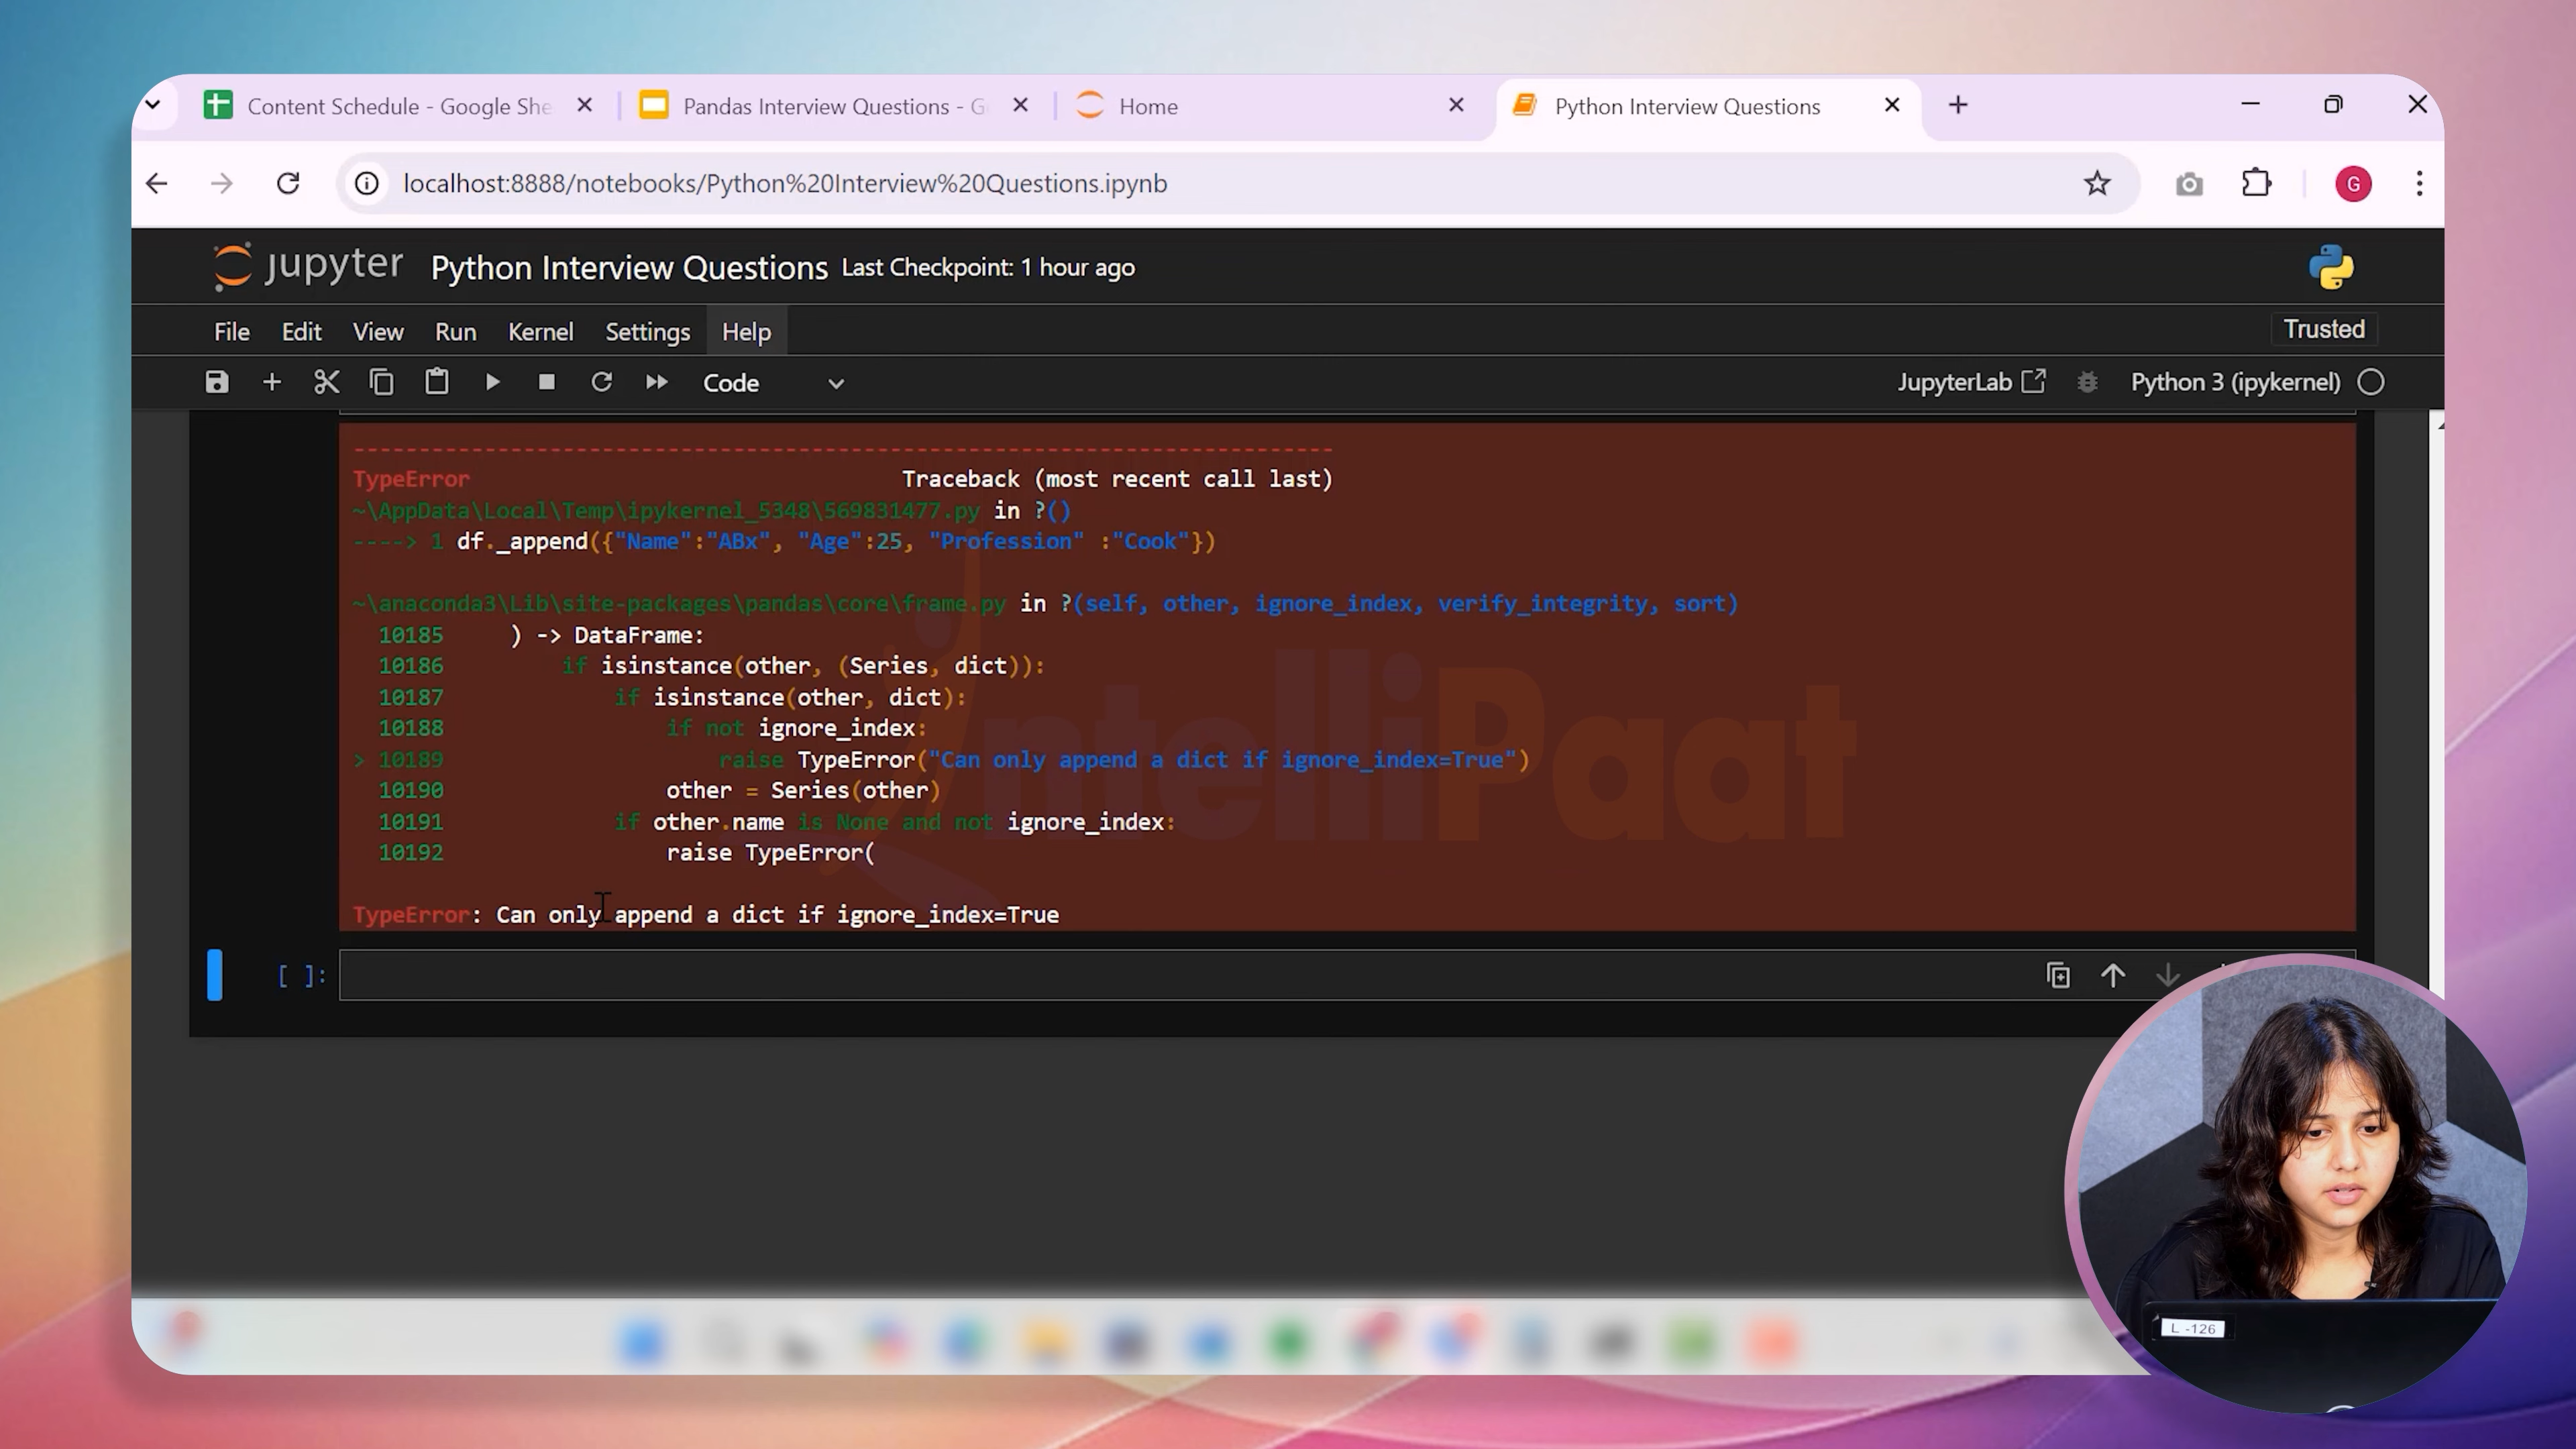 Content Schedule - Google She
Pandas Interview Questions - G
Home
Python Interview Questions
localhost:8888/notebooks/Python%20Interview%20Questions.ipynb
G
jupyter
Python Interview Questions
Last Checkpoint: 1 hour ago
File
Edit
View
Run
Kernel
Settings
Help
Trusted
Code
JupyterLab
Python 3 (ipykernel)
---------------------------------------------------------------------------
TypeError                                 Traceback (most recent call last)
~\AppData\Local\Temp\ipykernel_5348\569831477.py in ?()
----> 1 df._append({"Name":"ABx", "Age":25, "Profession" :"Cook"})
~\anaconda3\Lib\site-packages\pandas\core\frame.py in ?(self, other, ignore_index, verify_integrity, sort)
  10185     ) -> DataFrame:
  10186         if isinstance(other, (Series, dict)):
  10187             if isinstance(other, dict):
  10188                 if not ignore_index:
> 10189                     raise TypeError("Can only append a dict if ignore_index=True")
  10190                 other = Series(other)
  10191             if other.name is None and not ignore_index:
  10192                 raise TypeError(
TypeError: Can only append a dict if ignore_index=True
[ ]:
intelliPaat
L -126